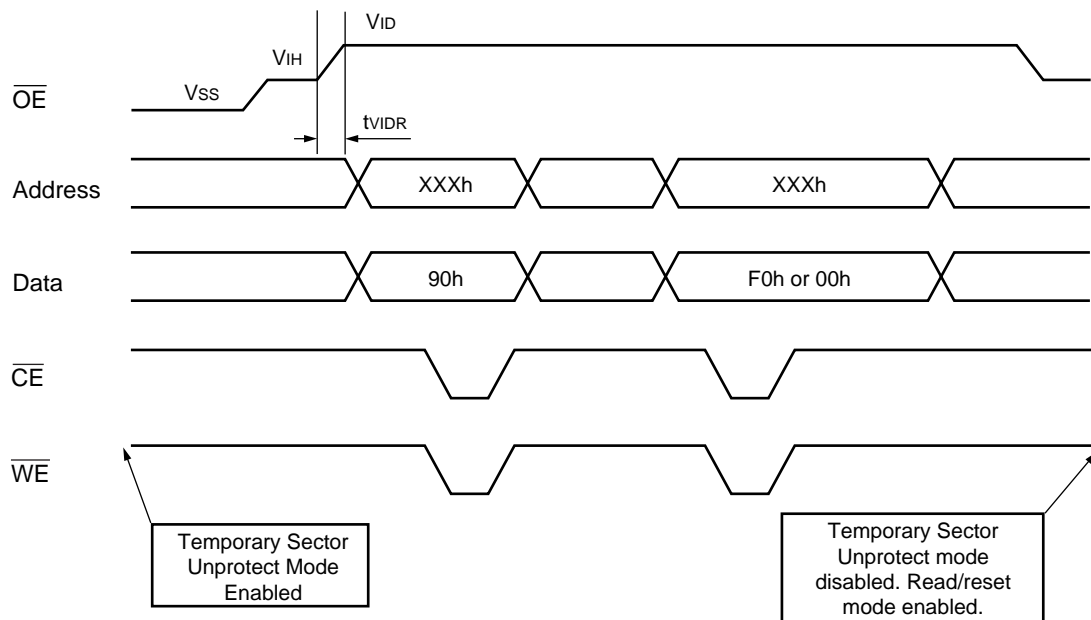 VID
VIH
OE
VSS
tVIDR
Address
XXXh
XXXh
Data
90h
F0h or 00h
CE
WE
Temporary Sector
Unprotect Mode
Enabled
Temporary Sector
Unprotect mode
disabled. Read/reset
mode enabled.